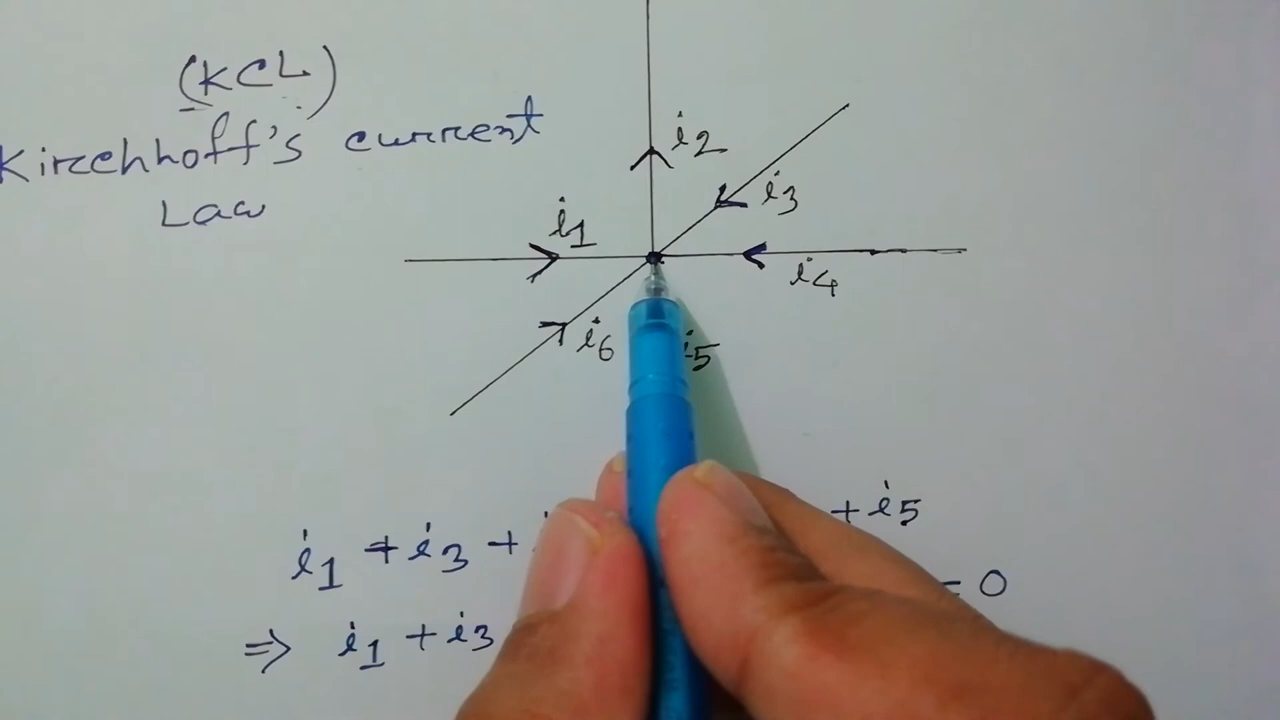 (KCL)
Kirchhoff's current
Law
i2
i3
i1
i4
i6
i5
i1 + i3 +
+ i5
= 0
⇒ i1 + i3